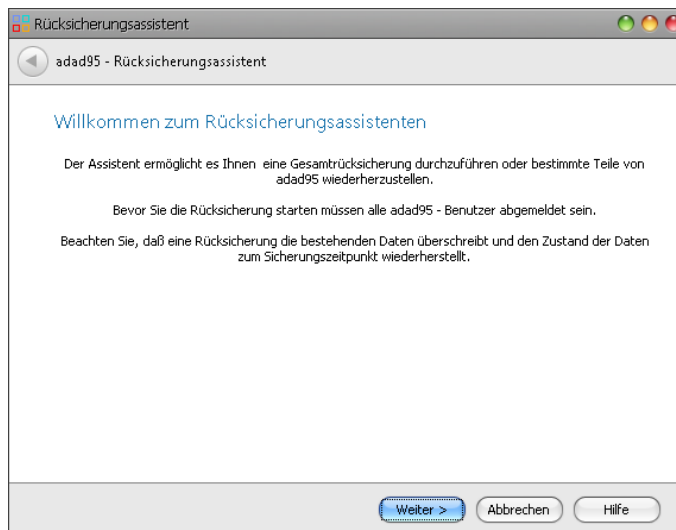 Rücksicherungsassistent
adad95 - Rücksicherungsassistent
Willkommen zum Rücksicherungsassistenten
Der Assistent ermöglicht es Ihnen eine Gesamtrücksicherung durchzuführen oder bestimmte Teile von
adad95 wiederherzustellen.
Bevor Sie die Rücksicherung starten müssen alle adad95 - Benutzer abgemeldet sein.
Beachten Sie, daß eine Rücksicherung die bestehenden Daten überschreibt und den Zustand der Daten
zum Sicherungszeitpunkt wiederherstellt.
Weiter > Abbrechen Hilfe